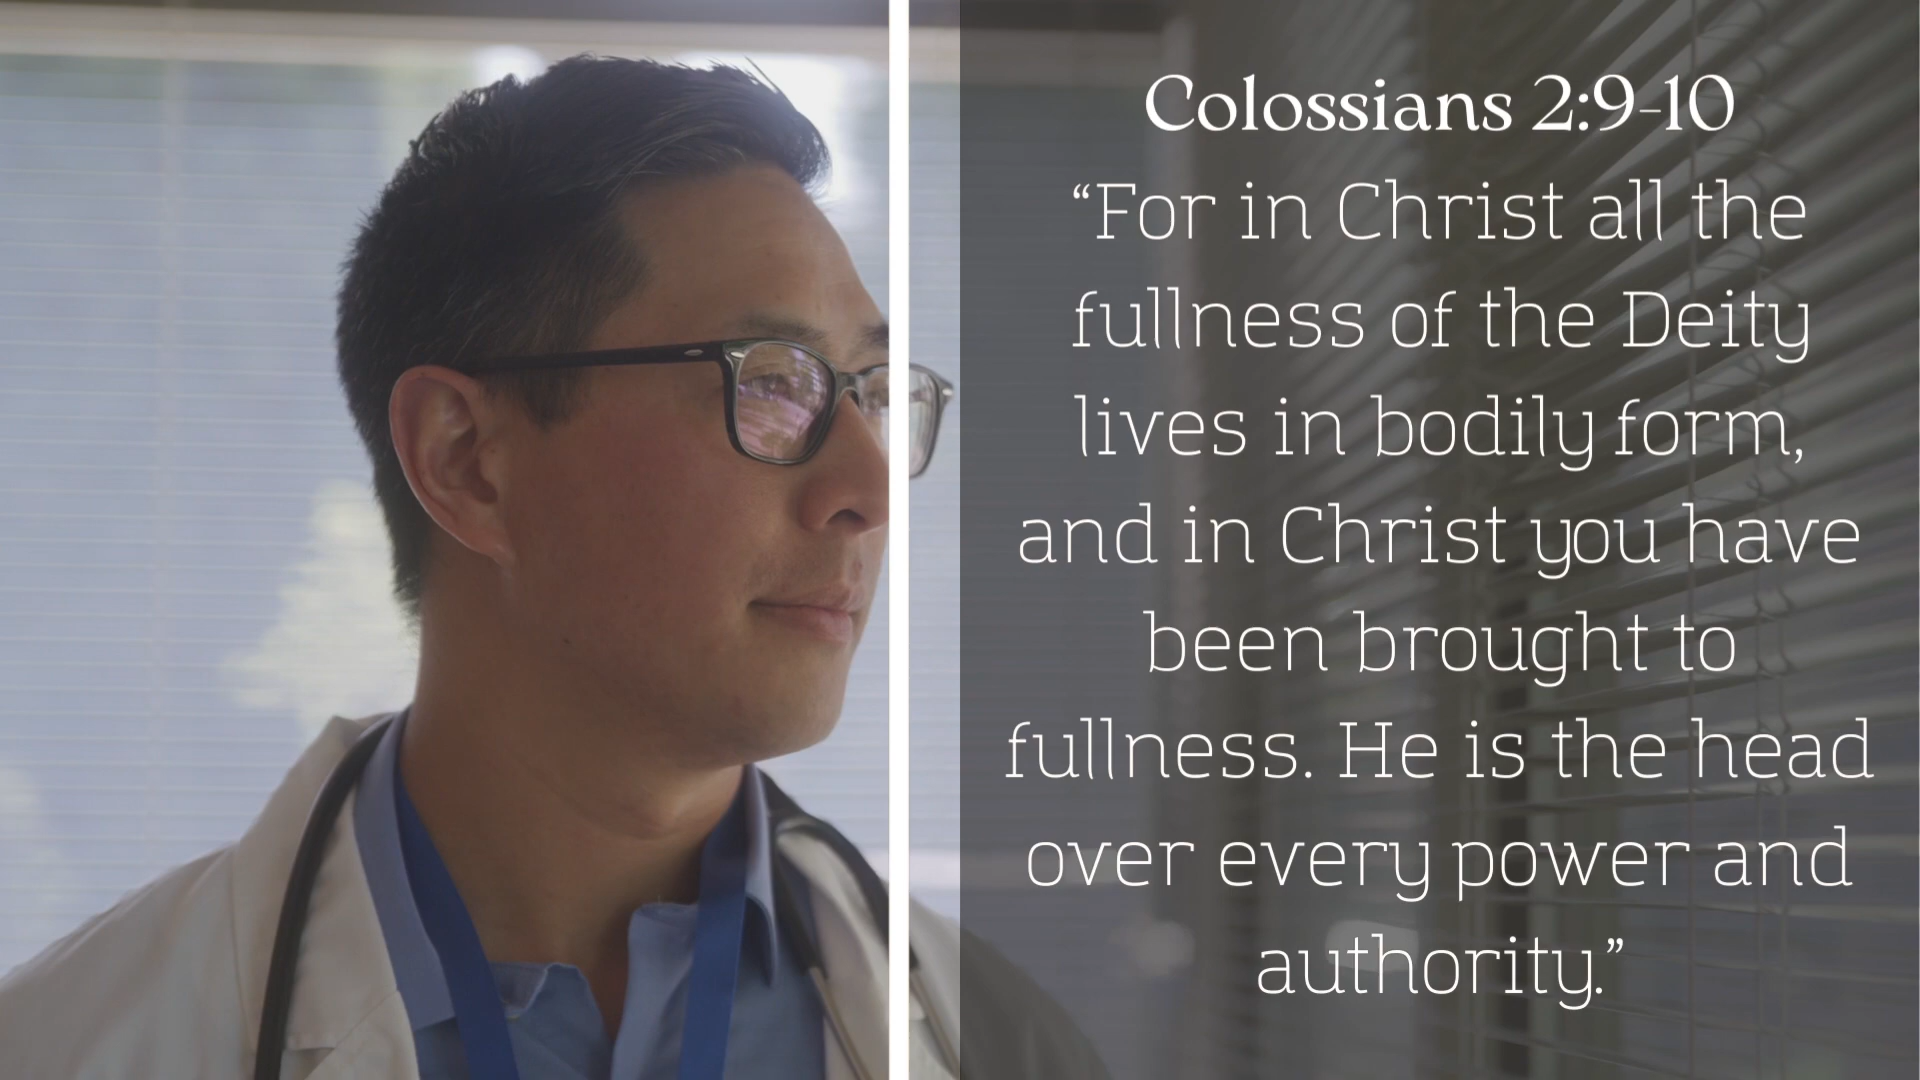 Colossians 2:9-10
“For in Christ all the
fullness of the Deity
lives in bodily form,
and in Christ you have
been brought to
fullness. He is the head
over every power and
authority.”